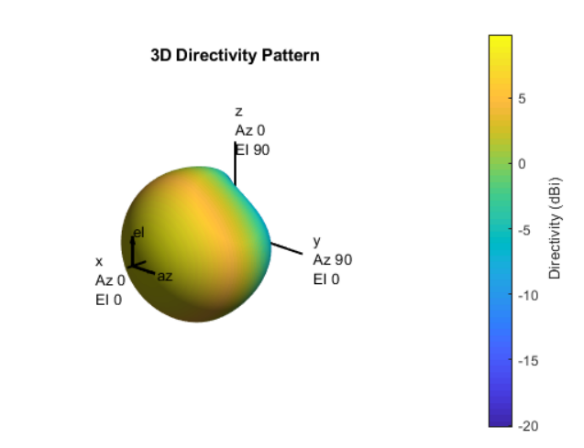 3D Directivity Pattern
z
Az 0
El 90
el
az
x
Az 0
El 0
y
Az 90
El 0
5
0
-5
-10
-15
-20
Directivity (dBi)